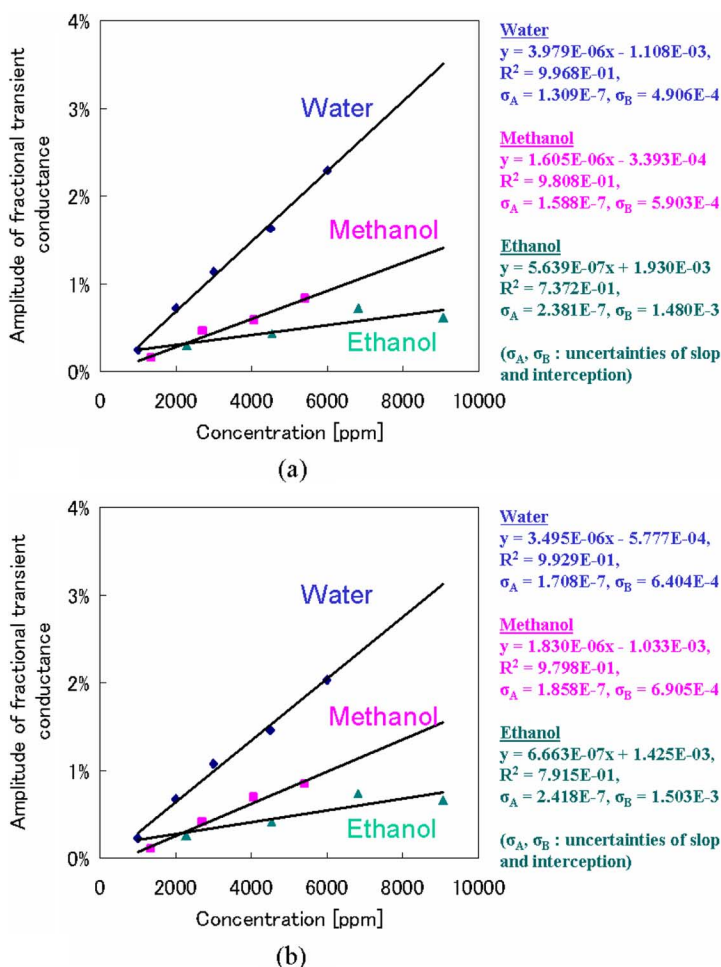 4%
3%
2%
1%
0%
Amplitude of fractional transient
conductance
Water
Methanol
Ethanol
0 2000 4000 6000 8000 10000
Concentration [ppm]
(a)
Water
y = 3.979E-06x - 1.108E-03,
R² = 9.968E-01,
σA = 1.309E-7, σB = 4.906E-4
Methanol
y = 1.605E-06x - 3.393E-04
R² = 9.808E-01,
σA = 1.588E-7, σB = 5.903E-4
Ethanol
y = 5.639E-07x + 1.930E-03
R² = 7.372E-01,
σA = 2.381E-7, σB = 1.480E-3
(σA, σB : uncertainties of slop
and interception)
4%
3%
2%
1%
0%
Amplitude of fractional transient
conductance
Water
Methanol
Ethanol
0 2000 4000 6000 8000 10000
Concentration [ppm]
(b)
Water
y = 3.495E-06x - 5.777E-04,
R² = 9.929E-01,
σA = 1.708E-7, σB = 6.404E-4
Methanol
y = 1.830E-06x - 1.033E-03,
R² = 9.798E-01,
σA = 1.858E-7, σB = 6.905E-4
Ethanol
y = 6.663E-07x + 1.425E-03,
R² = 7.915E-01,
σA = 2.418E-7, σB = 1.503E-3
(σA, σB : uncertainties of slop
and interception)